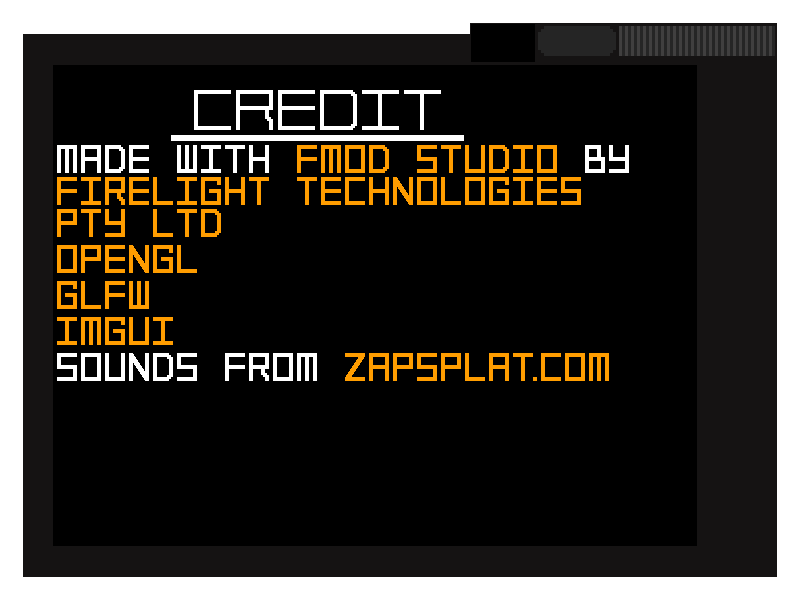 CREDIT
MADE WITH FMOD STUDIO BY
FIRELIGHT TECHNOLOGIES
PTY LTD
OPENGL
GLFW
IMGUI
SOUNDS FROM ZAPSPLAT.COM